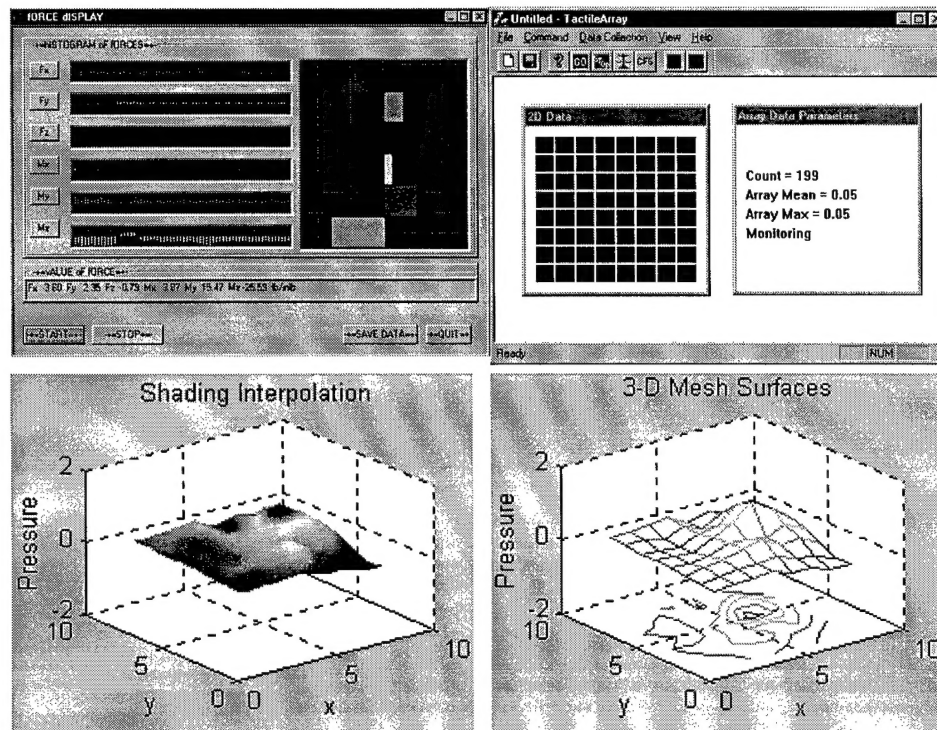 FORCE DISPLAY
HISTOGRAM of FORCES
Fx
Fy
Fz
Mx
My
Mz
VALUE of FORCE
Fx 3.60 Fy 2.35 Fz -0.79 Mx 3.87 My 15.47 Mz -25.53 lb/inlb
START
STOP
SAVE DATA
QUIT
Untitled - TactileArray
File Command Data Collection View Help
GO
CFG
2D Data
Array Data Parameters
Count = 199
Array Mean = 0.05
Array Max = 0.05
Monitoring
Ready
NUM
Shading Interpolation
Pressure
2
0
-2
10
5
0
y
0
5
10
x
3-D Mesh Surfaces
Pressure
2
0
-2
10
5
0
y
0
5
10
x